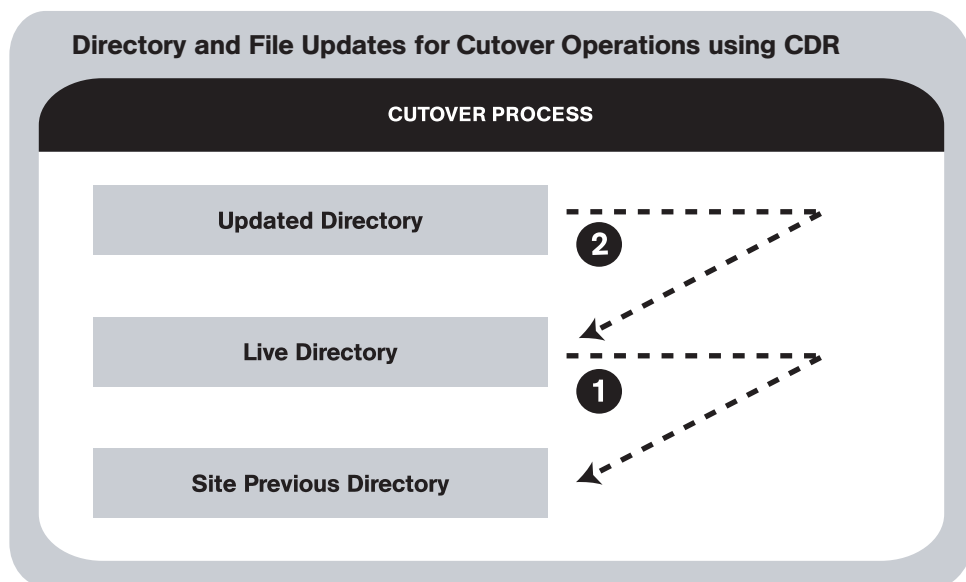 Directory and File Updates for Cutover Operations using CDR
CUTOVER PROCESS
Updated Directory
2
Live Directory
1
Site Previous Directory